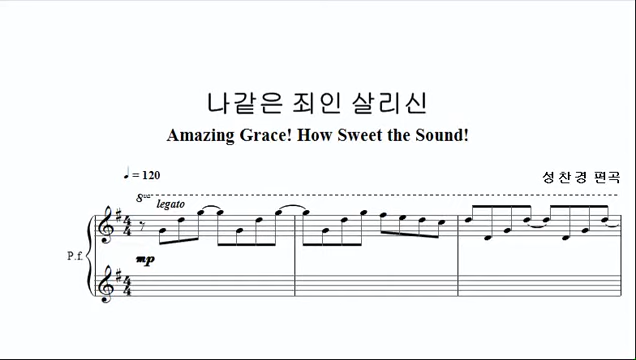 나같은 죄인 살리신
Amazing Grace! How Sweet the Sound!
♩ = 120
성찬경 편곡
8va
legato
P.f.
mp